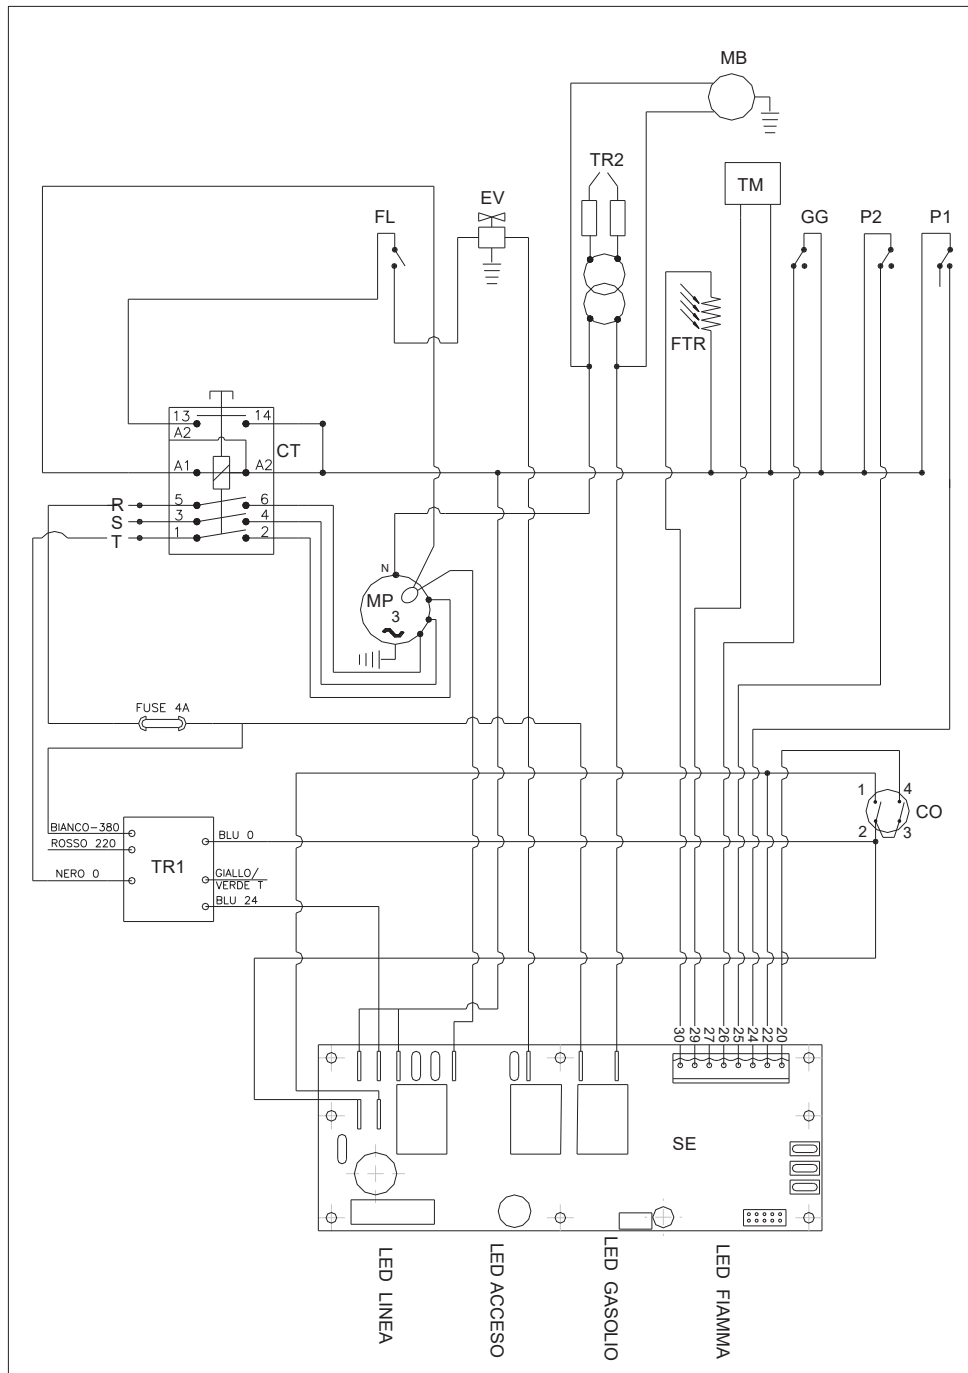 MB
TR2
TM
EV
FL
GG
P2
P1
FTR
13
14
A2
CT
A1
A2
R
5
6
S
3
4
T
1
2
N
MP
3
FUSE 4A
1
4
CO
2
3
BIANCO-380
BLU 0
ROSSO 220
TR1
NERO 0
GIALLO/
VERDE T
BLU 24
30
29
27
26
25
24
22
20
SE
LED LINEA
LED ACCESO
LED GASOLIO
LED FIAMMA